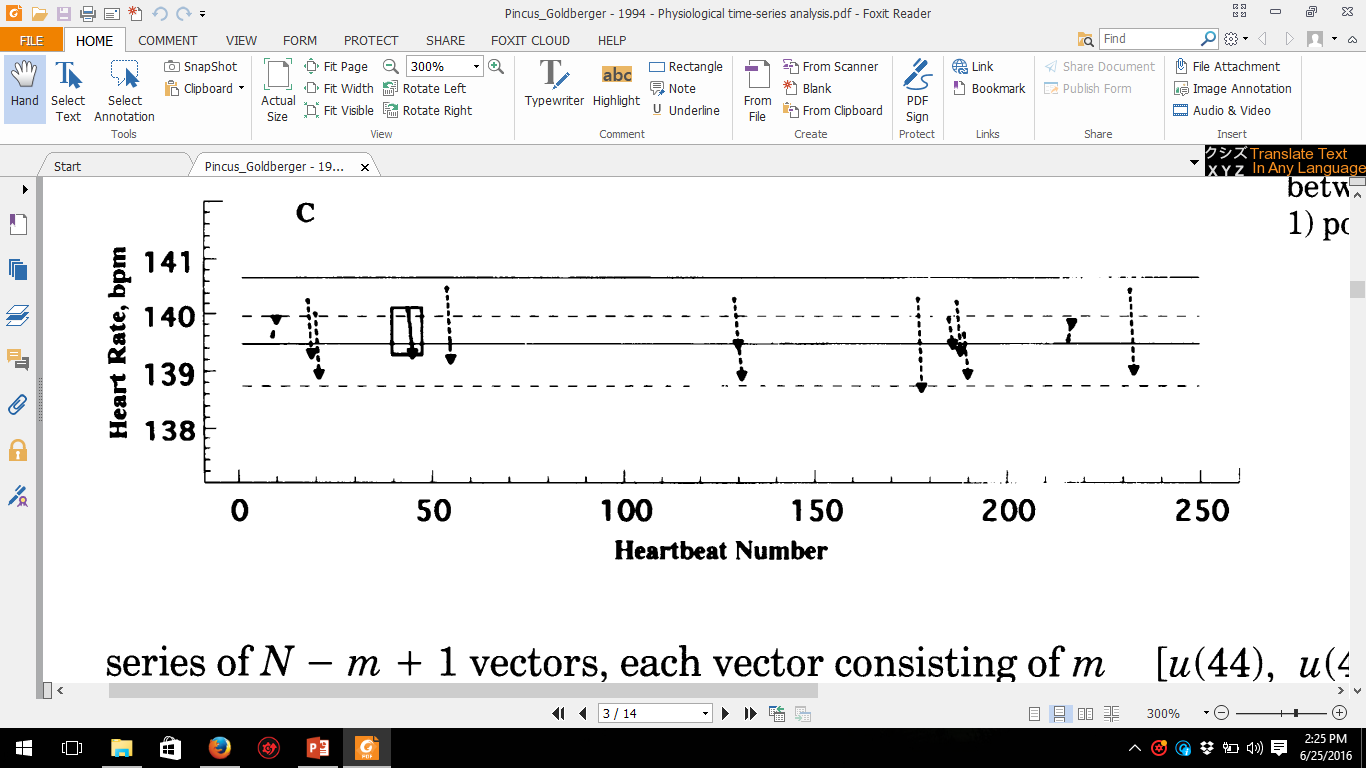 Pincus_Goldberger - 1994 - Physiological time-series analysis.pdf - Foxit Reader
FILE HOME COMMENT VIEW FORM PROTECT SHARE FOXIT CLOUD HELP Find
Hand
Select Text
Select Annotation
SnapShot
Clipboard
Tools
Actual Size
Fit Page
Fit Width
Fit Visible
300%
Rotate Left
Rotate Right
View
Typewriter
abc
Highlight
Rectangle
Note
Underline
Comment
From File
From Scanner
Blank
From Clipboard
Create
PDF Sign
Protect
Link
Bookmark
Links
Share Document
Publish Form
Share
File Attachment
Image Annotation
Audio & Video
Insert
Start
Pincus_Goldberger - 19...
クシズ Translate Text
XYZ In Any Language
betw
1) po
C
Heart Rate, bpm
141
140
139
138
0 50 100 150 200 250
Heartbeat Number
series of N − m + 1 vectors, each vector consisting of m [u(44), u(4
3 / 14
300%
2:25 PM
6/25/2016